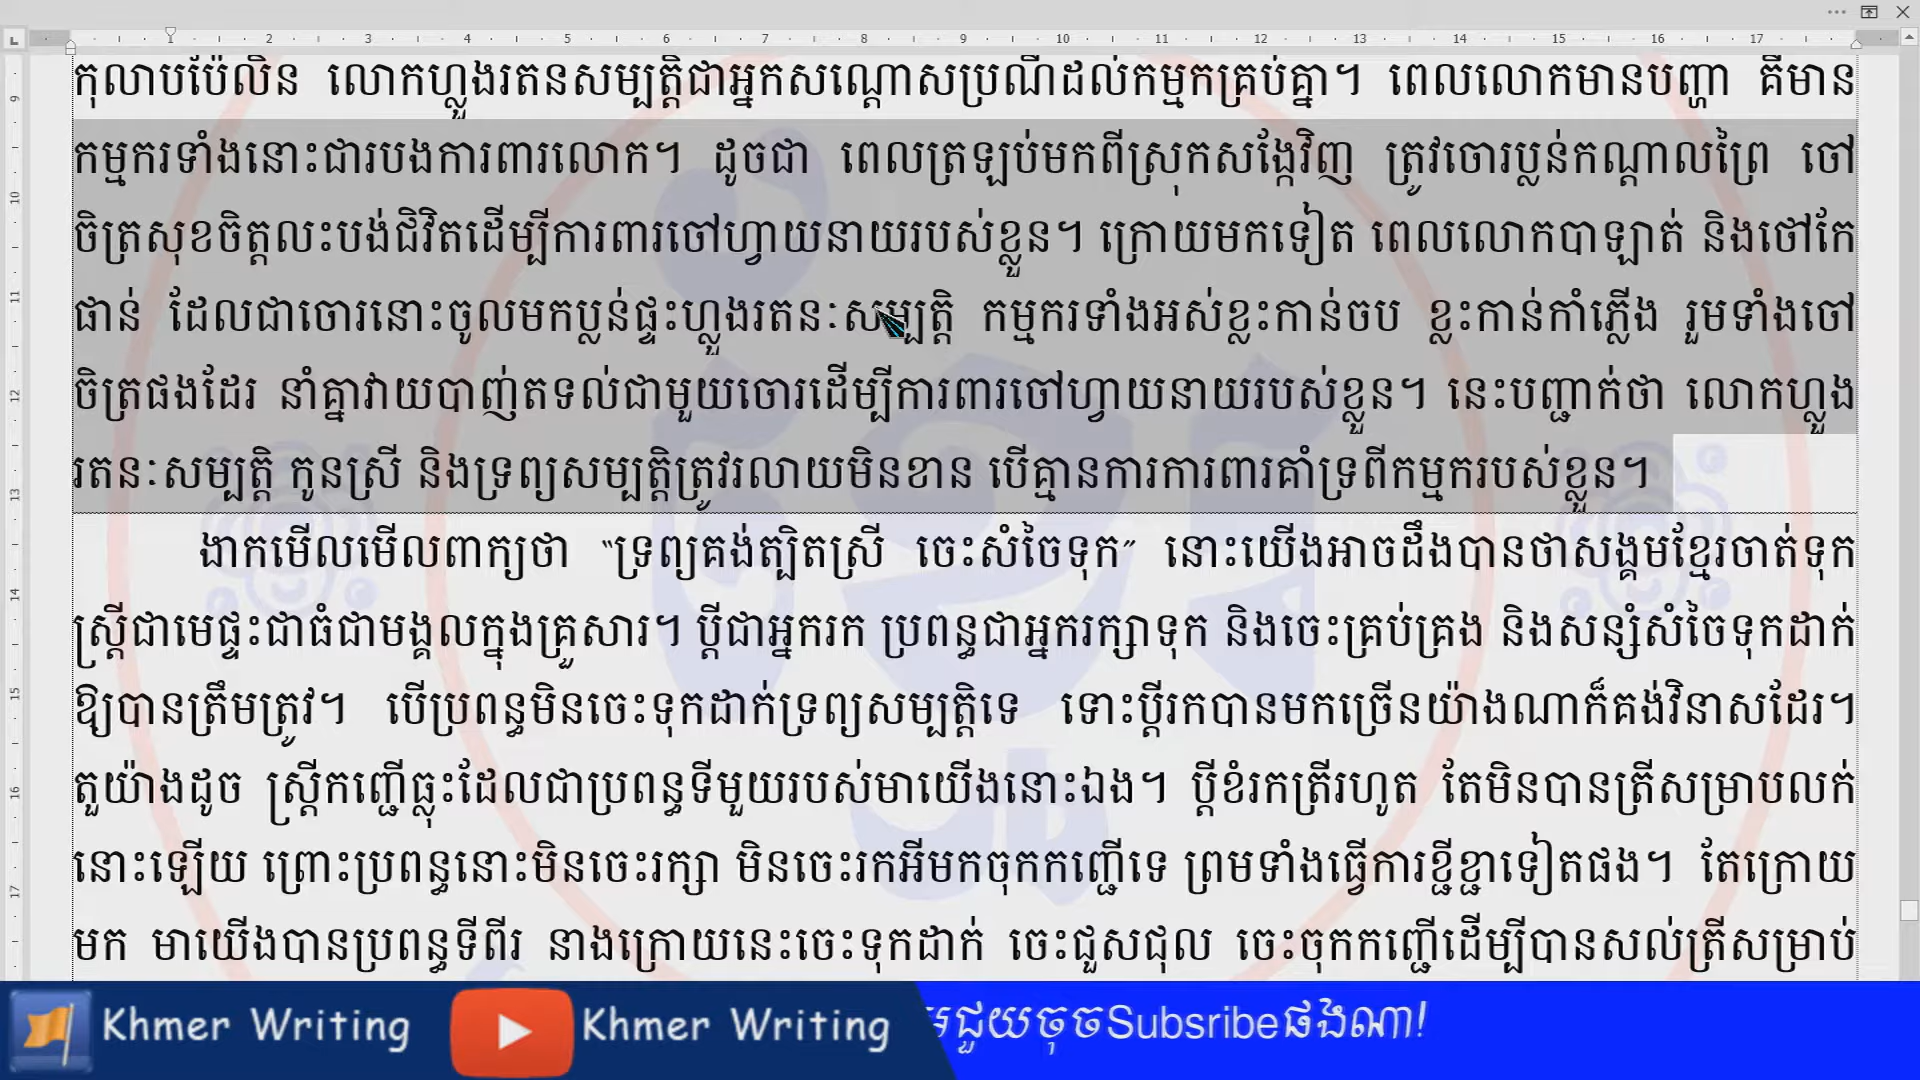 កុលាបប៉ៃលិន លោកហ្លួងរតនសម្បត្តិជាអ្នកសណ្ដោសប្រណីដល់កម្មកគ្រប់គ្នា។ ពេលលោកមានបញ្ហា គឺមាន
កម្មករទាំងនោះជារបងការពារលោក។ ដូចជា ពេលត្រឡប់មកពីស្រុកសង្កែវិញ ត្រូវចោរប្លន់កណ្ដាលព្រៃ ចៅ
ចិត្រសុខចិត្តលះបង់ជិវិតដើម្បីការពារចៅហ្វាយនាយរបស់ខ្លួន។ ក្រោយមកទៀត ពេលលោកបាឡាត់ និងថៅកែ
ផាន់ ដែលជាចោរនោះចូលមកប្លន់ផ្ទះហ្លួងរតនៈសម្បត្តិ កម្មករទាំងអស់ខ្លះកាន់ចប ខ្លះកាន់កាំភ្លើង រួមទាំងចៅ
ចិត្រផងដែរ នាំគ្នាវាយបាញ់តទល់ជាមួយចោរដើម្បីការពារចៅហ្វាយនាយរបស់ខ្លួន។ នេះបញ្ជាក់ថា លោកហ្លួង
រតនៈសម្បត្តិ កូនស្រី និងទ្រព្យសម្បត្តិត្រូវរលាយមិនខាន បើគ្មានការការពារគាំទ្រពីកម្មករបស់ខ្លួន។
ងាកមើលមើលពាក្យថា “ទ្រព្យគង់ត្បិតស្រី ចេះសំចៃទុក” នោះយើងអាចដឹងបានថាសង្គមខ្មែរចាត់ទុក
ស្ត្រីជាមេផ្ទះជាធំជាមង្គលក្នុងគ្រួសារ។ ប្ដីជាអ្នករក ប្រពន្ធជាអ្នករក្សាទុក និងចេះគ្រប់គ្រង និងសន្សំសំចៃទុកដាក់
ឱ្យបានត្រឹមត្រូវ។ បើប្រពន្ធមិនចេះទុកដាក់ទ្រព្យសម្បត្តិទេ ទោះប្ដីរកបានមកច្រើនយ៉ាងណាក៏គង់វិនាសដែរ។
តួយ៉ាងដូច ស្ត្រីកញ្ជើធ្លុះដែលជាប្រពន្ធទីមួយរបស់មាយើងនោះឯង។ ប្ដីខំរកត្រីរហូត តែមិនបានត្រីសម្រាបលក់
នោះឡើយ ព្រោះប្រពន្ធនោះមិនចេះរក្សា មិនចេះរកអីមកចុកកញ្ជើទេ ព្រមទាំងធ្វើការខ្ជីខ្ជាទៀតផង។ តែក្រោយ
មក មាយើងបានប្រពន្ធទីពីរ នាងក្រោយនេះចេះទុកដាក់ ចេះជួសជុល ចេះចុកកញ្ជើដើម្បីបានសល់ត្រីសម្រាប់
Khmer Writing Khmer Writing ជួយចុចSubsribeផងណា!